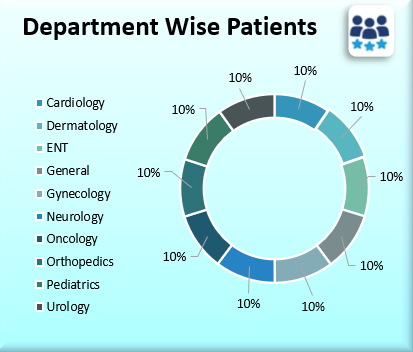 Department Wise Patients
10%
10%
10%
10%
10%
10%
10%
10%
10%
10%
Cardiology
Dermatology
ENT
General
Gynecology
Neurology
Oncology
Orthopedics
Pediatrics
Urology